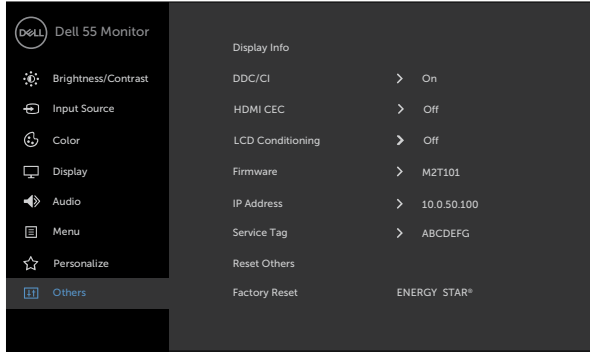 DELL Dell 55 Monitor
Display Info
Brightness/Contrast DDC/CI > On
Input Source HDMI CEC > Off
Color LCD Conditioning > Off
Display Firmware > M2T101
Audio IP Address > 10.0.50.100
Menu Service Tag > ABCDEFG
Personalize Reset Others
Others Factory Reset ENERGY STAR®